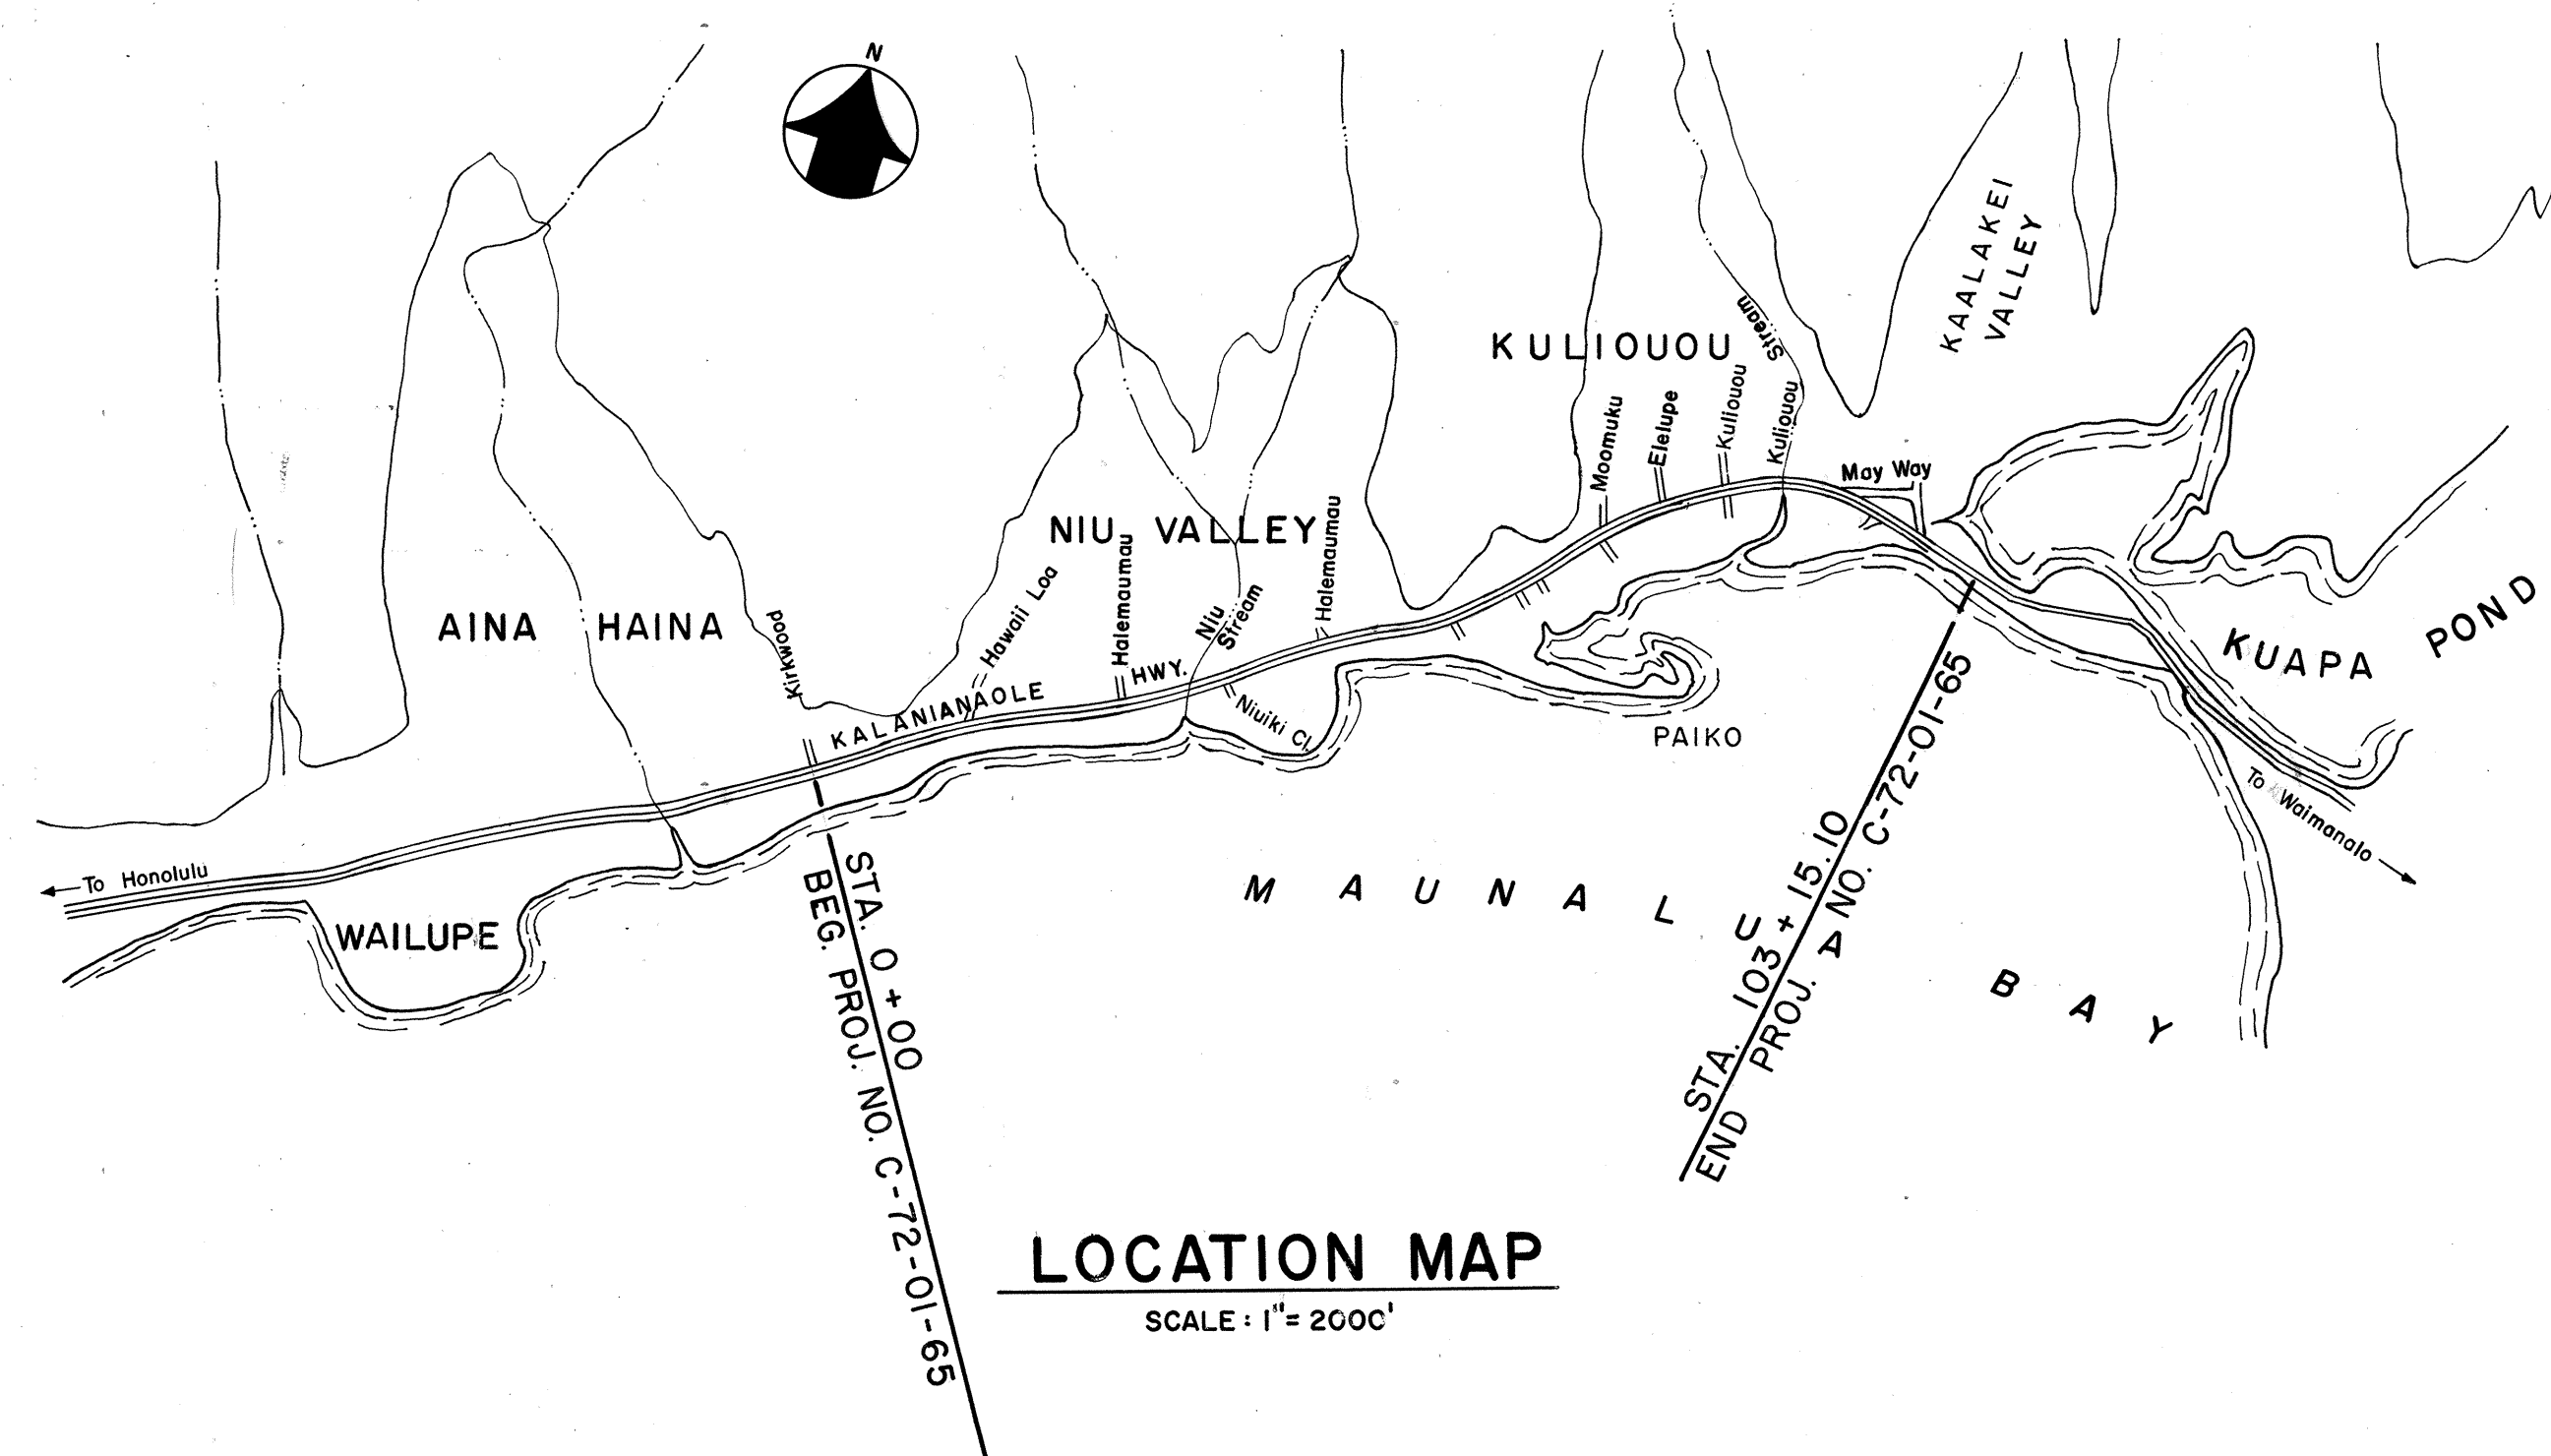 N
KAALAKEI
VALLEY
KULIOUOU
Stream
Kuliouou
Moomuku
Elelupe
Kuliouou
May Way
NIU VALLEY
Halemaumau
Halemaumau
Hawaii Loa
Niu
Stream
AINA HAINA
Kirkwood
KALANIANAOLE HWY.
Niuiki Cl.
KUAPA POND
PAIKO
To Waimanalo
To Honolulu
WAILUPE
MAUNALUA BAY
STA. 0+00
BEG. PROJ. NO. C-72-01-65
STA. 103+15.10
END PROJ. NO. C-72-01-65
LOCATION MAP
SCALE: 1"= 2000'